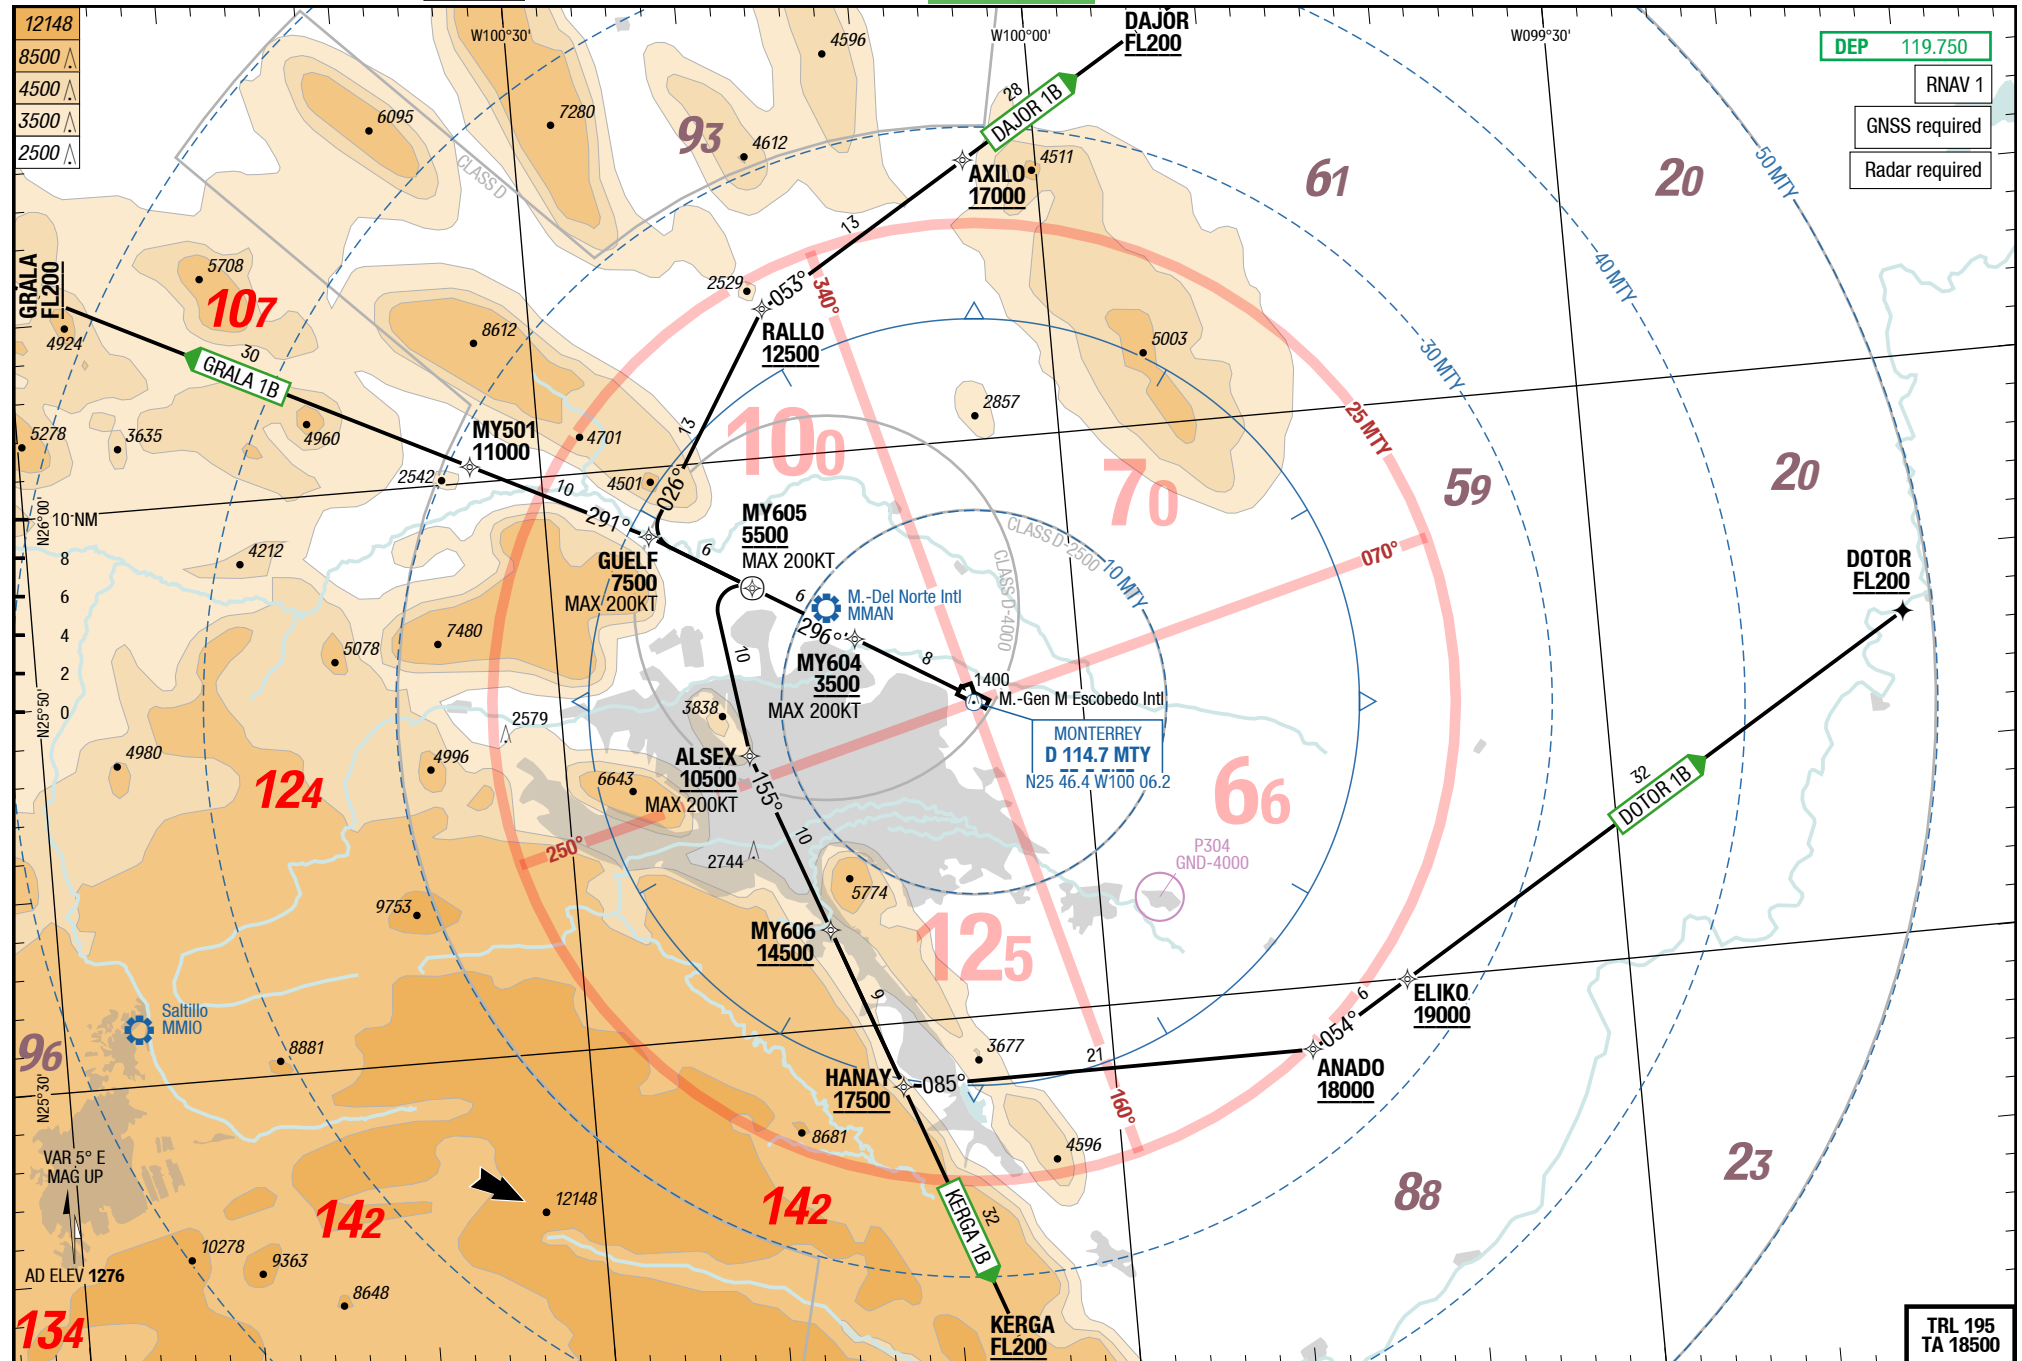 12148
8500
4500
3500
2500
W100°30'
W100°00'
W099°30'
DAJOR
FL200
DEP 119.750
RNAV 1
GNSS required
Radar required
4596
6095
7280
4612
93
28
DAJOR 1B
4511
AXILO
17000
61
20
50 MTY
CLASS D
13
GRALA
FL200
5708
107
4924
30
GRALA 1B
8612
2529
053°
340°
RALLO
12500
5003
40 MTY
30 MTY
25 MTY
2857
5278
3635
4960
MY501
11000
4701
13
100
70
59
20
2542
10
4501
026°
291°
N26°00'
10 NM
8
6
4
2
0
4212
MY605
5500
MAX 200KT
CLASS D-2500
CLASS D-4000
10 MTY
070°
DOTOR
FL200
GUELF
7500
MAX 200KT
6
6
M.-Del Norte Intl
MMAN
296°
7480
5078
10
MY604
3500
MAX 200KT
8
1400
M.-Gen M Escobedo Intl
MONTERREY
D 114.7 MTY
N25 46.4 W100 06.2
N25°50'
2579
3838
4980
4996
124
ALSEX
10500
MAX 200KT
6643
155°
10
250°
2744
66
P304
GND-4000
32
DOTOR 1B
9753
5774
MY606
14500
125
9
Saltillo
MMIO
96
8881
ELIKO
19000
6
054°
3677
21
HANAY
17500
085°
ANADO
18000
160°
N25°30'
8681
4596
VAR 5° E
MAG UP
12148
142
142
88
23
KERGA 1B
32
10278
9363
AD ELEV 1276
8648
134
KERGA
FL200
TRL 195
TA 18500